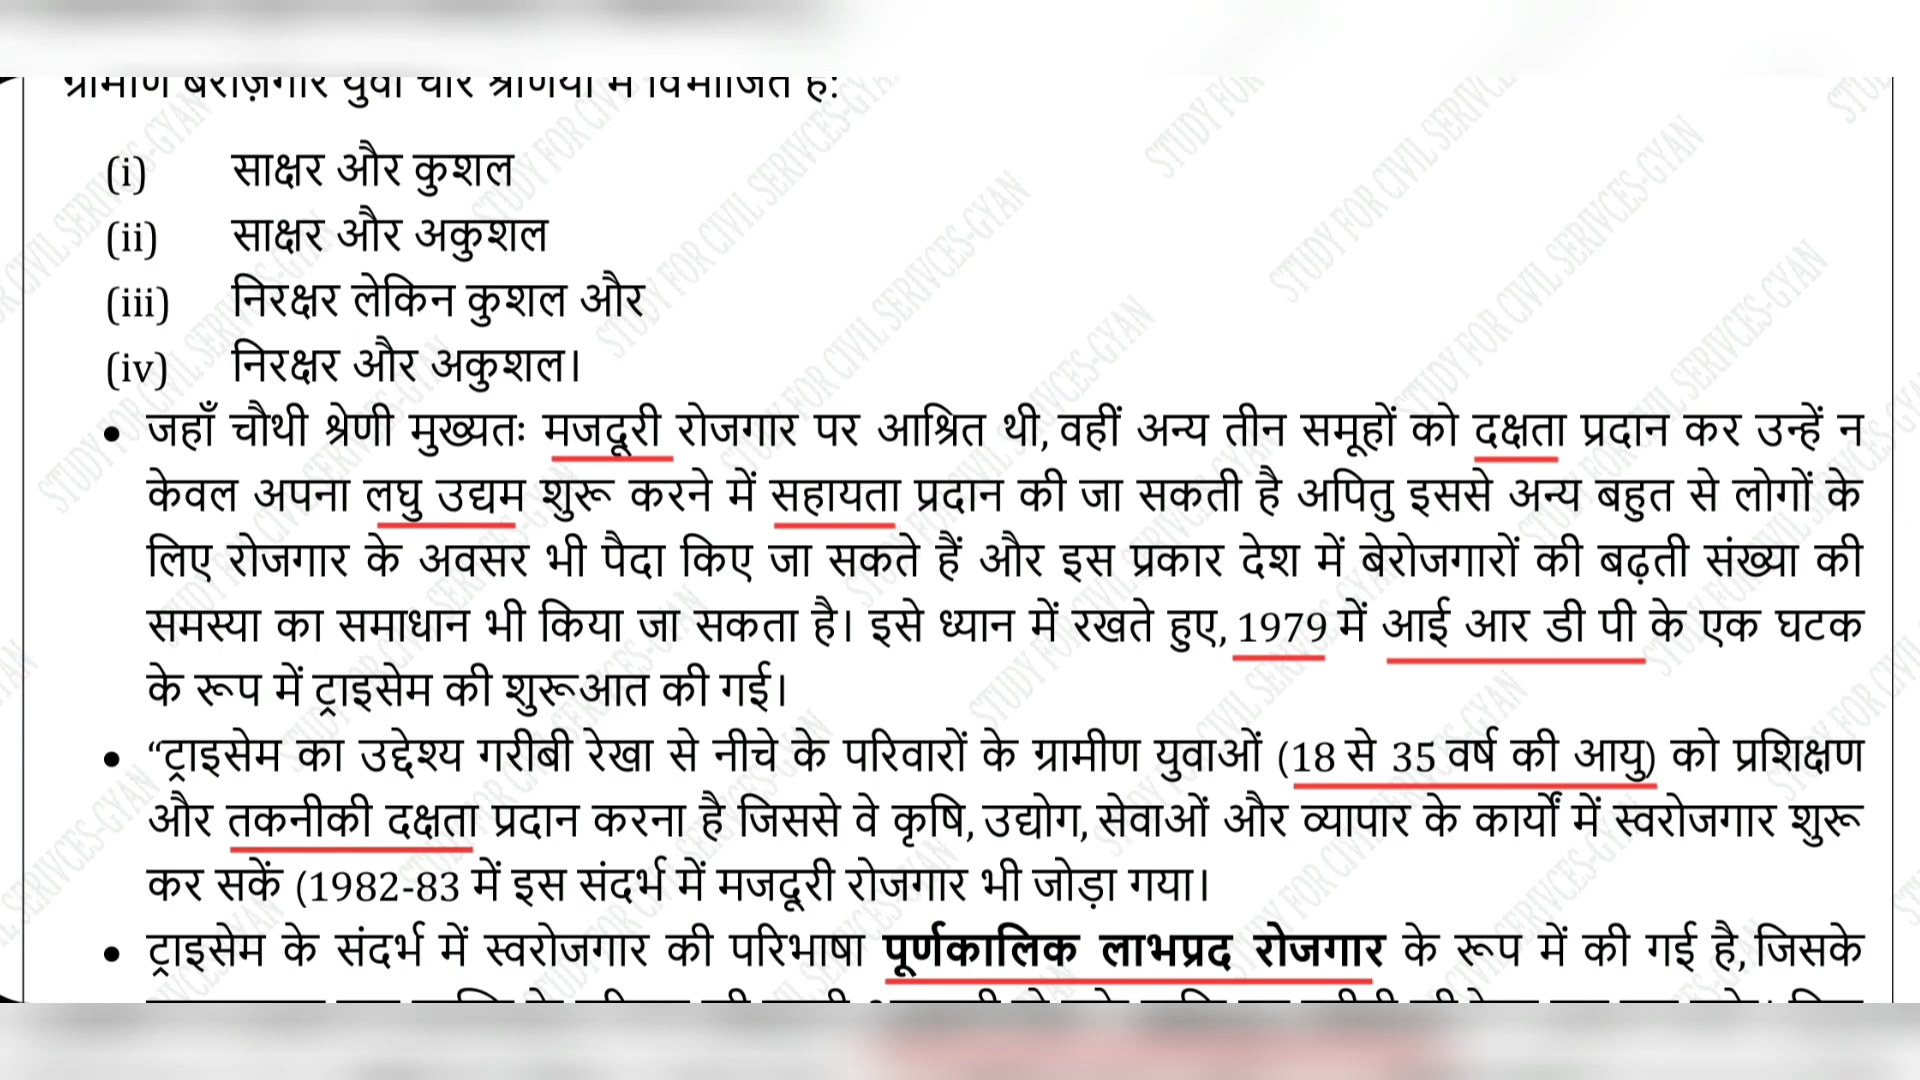 ग्रामीण बेरोज़गार युवा चार श्रेणियों में विभाजित हैं:
(i) साक्षर और कुशल
(ii) साक्षर और अकुशल
(iii) निरक्षर लेकिन कुशल और
(iv) निरक्षर और अकुशल।
• जहाँ चौथी श्रेणी मुख्यतः मजदूरी रोजगार पर आश्रित थी, वहीं अन्य तीन समूहों को दक्षता प्रदान कर उन्हें न
केवल अपना लघु उद्यम शुरू करने में सहायता प्रदान की जा सकती है अपितु इससे अन्य बहुत से लोगों के
लिए रोजगार के अवसर भी पैदा किए जा सकते हैं और इस प्रकार देश में बेरोजगारों की बढ़ती संख्या की
समस्या का समाधान भी किया जा सकता है। इसे ध्यान में रखते हुए, 1979 में आई आर डी पी के एक घटक
के रूप में ट्राइसेम की शुरूआत की गई।
• “ट्राइसेम का उद्देश्य गरीबी रेखा से नीचे के परिवारों के ग्रामीण युवाओं (18 से 35 वर्ष की आयु) को प्रशिक्षण
और तकनीकी दक्षता प्रदान करना है जिससे वे कृषि, उद्योग, सेवाओं और व्यापार के कार्यों में स्वरोजगार शुरू
कर सकें (1982-83 में इस संदर्भ में मजदूरी रोजगार भी जोड़ा गया।
• ट्राइसेम के संदर्भ में स्वरोजगार की परिभाषा पूर्णकालिक लाभप्रद रोजगार के रूप में की गई है, जिसके
STUDY FOR CIVIL SERIVCES-GYAN